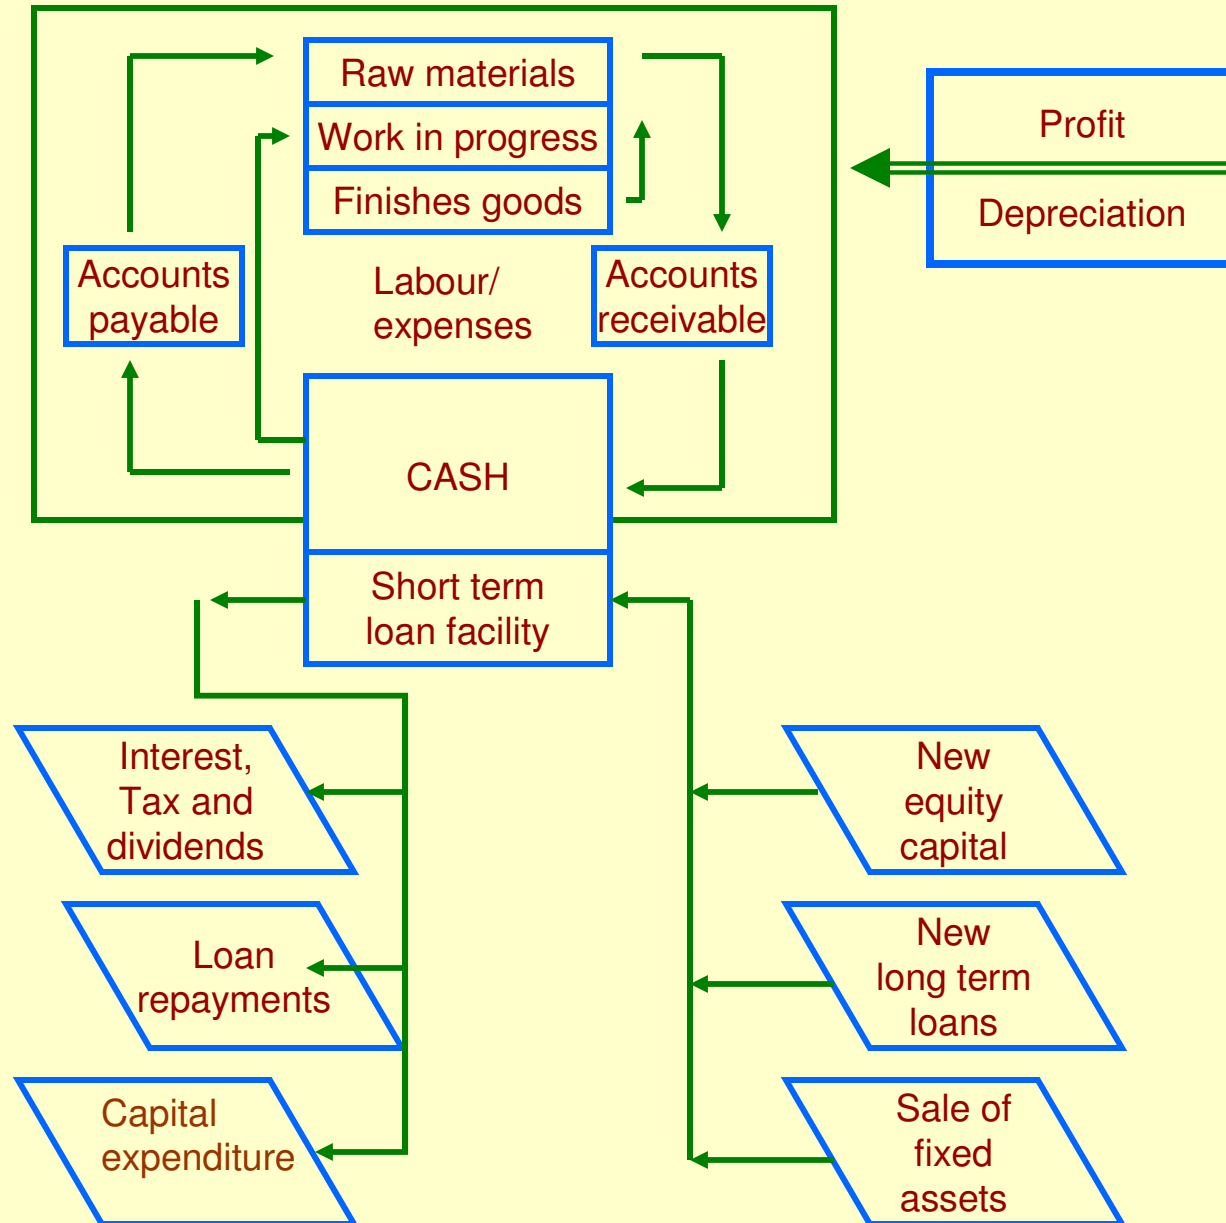 Raw materials
Work in progress
Finishes goods
Profit
Depreciation
Accounts
payable
Labour/
expenses
Accounts
receivable
CASH
Short term
loan facility
Interest,
Tax and
dividends
New
equity
capital
Loan
repayments
New
long term
loans
Capital
expenditure
Sale of
fixed
assets